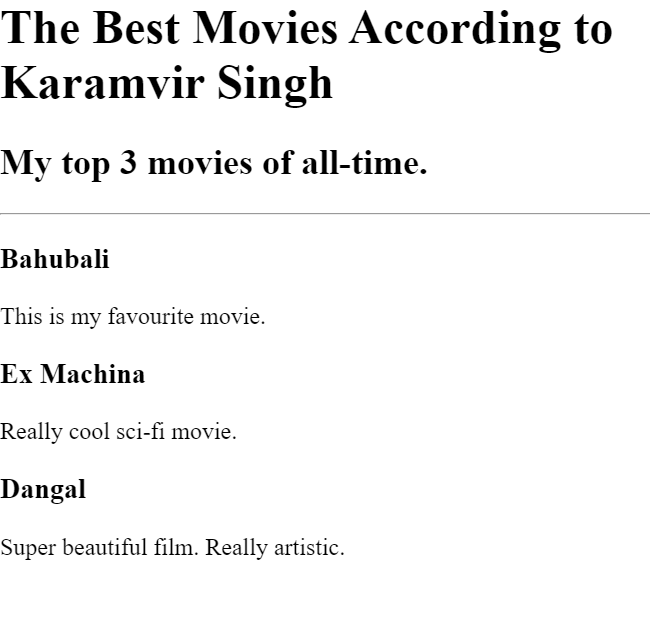 The Best Movies According to
Karamvir Singh
My top 3 movies of all-time.
Bahubali
This is my favourite movie.
Ex Machina
Really cool sci-fi movie.
Dangal
Super beautiful film. Really artistic.